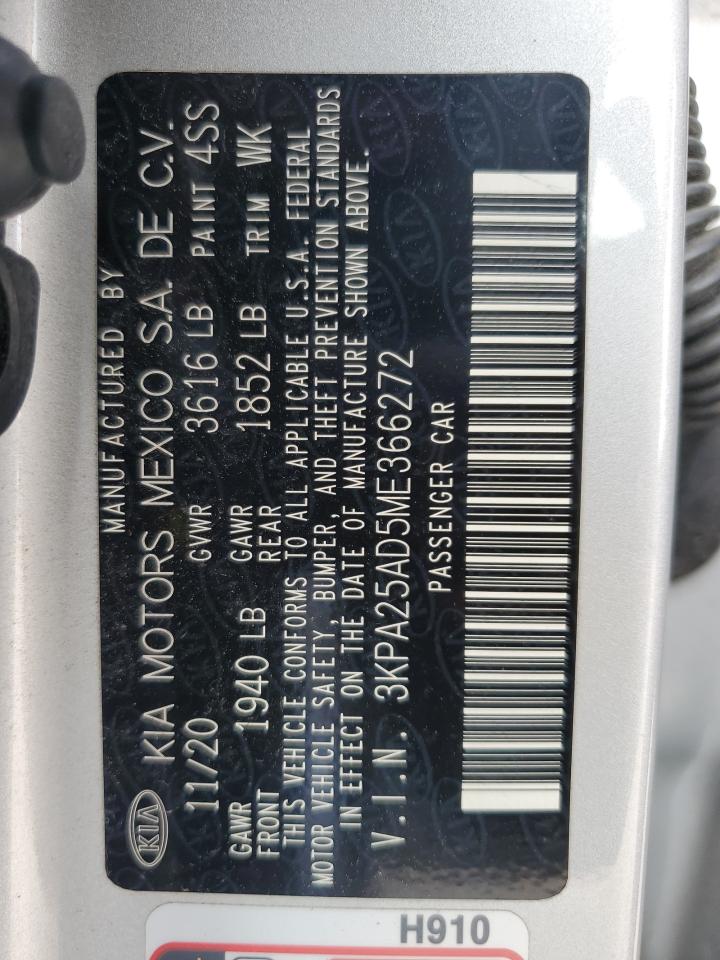 MANUFACTURED BY
KIA KIA MOTORS MEXICO S.A. DE C.V.
11/20 GVWR 3616 LB PAINT 4SS
GAWR FRONT 1940 LB GAWR REAR 1852 LB TRIM WK
THIS VEHICLE CONFORMS TO ALL APPLICABLE U.S.A. FEDERAL
MOTOR VEHICLE SAFETY, BUMPER, AND THEFT PREVENTION STANDARDS
IN EFFECT ON THE DATE OF MANUFACTURE SHOWN ABOVE.
V.I.N. 3KPA25AD5ME366272
PASSENGER CAR
H910